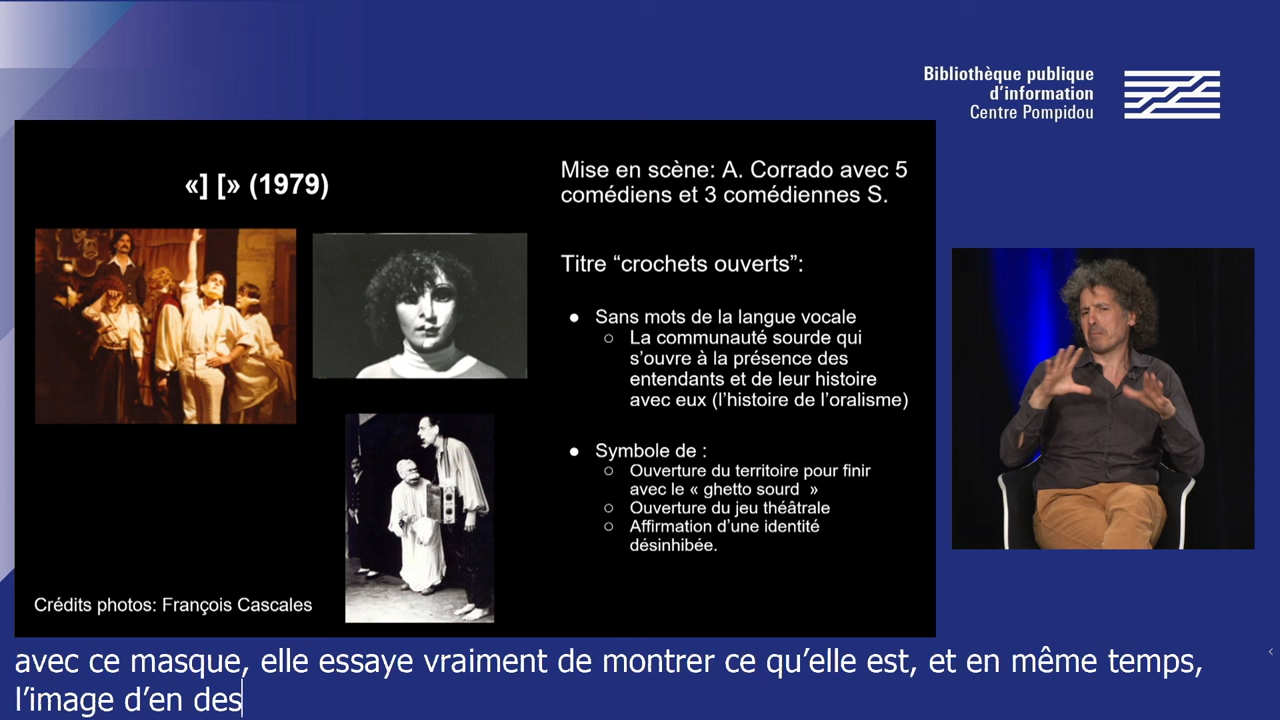 Bibliothèque publique
d'information
Centre Pompidou
«] [» (1979)
Mise en scène: A. Corrado avec 5
comédiens et 3 comédiennes S.
Titre “crochets ouverts”:
● Sans mots de la langue vocale
○ La communauté sourde qui
s’ouvre à la présence des
entendants et de leur histoire
avec eux (l’histoire de l’oralisme)
● Symbole de :
○ Ouverture du territoire pour finir
avec le « ghetto sourd  »
○ Ouverture du jeu théâtrale
○ Affirmation d’une identité
désinhibée.
Crédits photos: François Cascales
avec ce masque, elle essaye vraiment de montrer ce qu’elle est, et en même temps,
l’image d’en des